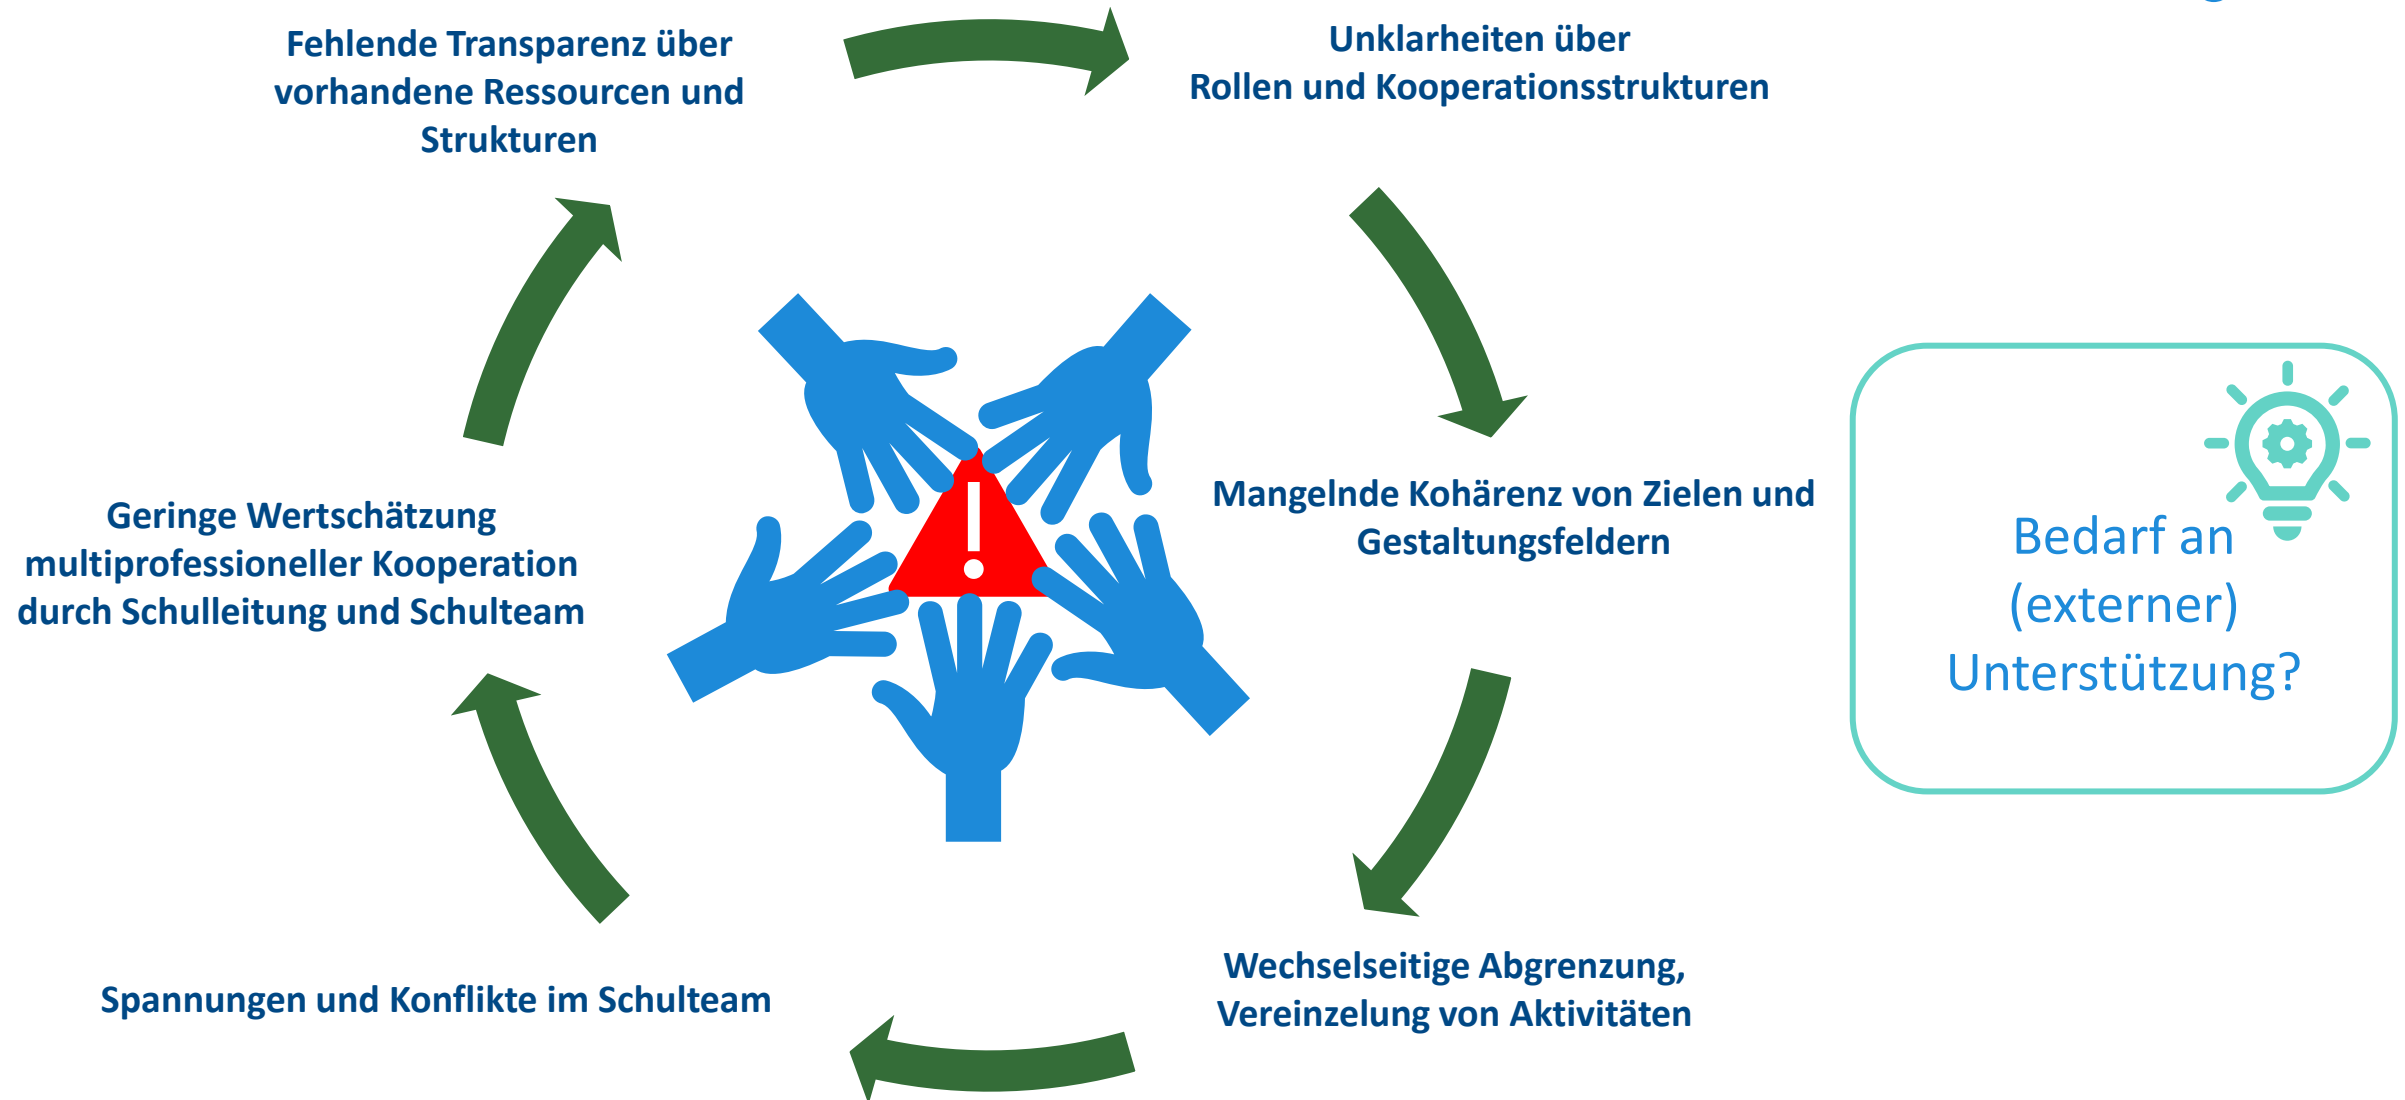 Fehlende Transparenz über
vorhandene Ressourcen und
Strukturen
Unklarheiten über
Rollen und Kooperationsstrukturen
Mangelnde Kohärenz von Zielen und
Gestaltungsfeldern
Wechselseitige Abgrenzung,
Vereinzelung von Aktivitäten
Spannungen und Konflikte im Schulteam
Geringe Wertschätzung
multiprofessioneller Kooperation
durch Schulleitung und Schulteam
!
Bedarf an
(externer)
Unterstützung?